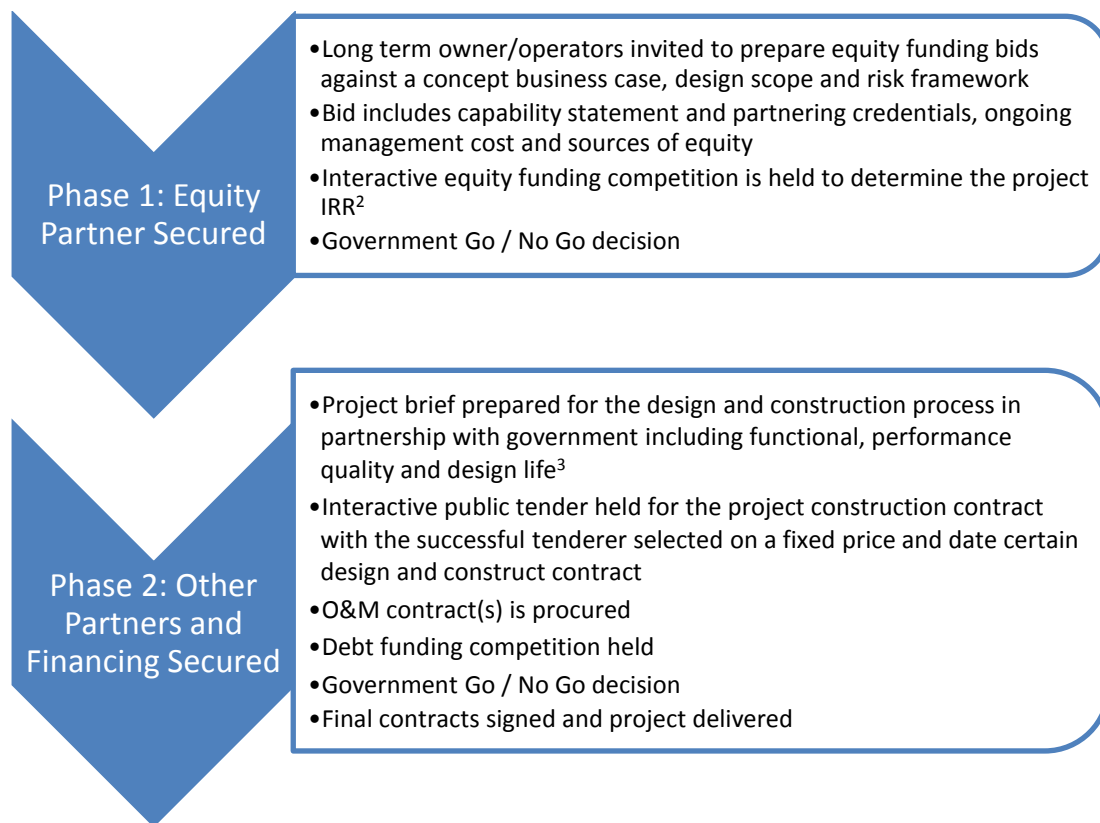 Phase 1: Equity
Partner Secured
•Long term owner/operators invited to prepare equity funding bids
against a concept business case, design scope and risk framework
•Bid includes capability statement and partnering credentials, ongoing
management cost and sources of equity
•Interactive equity funding competition is held to determine the project
IRR²
•Government Go / No Go decision
Phase 2: Other
Partners and
Financing Secured
•Project brief prepared for the design and construction process in
partnership with government including functional, performance
quality and design life³
•Interactive public tender held for the project construction contract
with the successful tenderer selected on a fixed price and date certain
design and construct contract
•O&M contract(s) is procured
•Debt funding competition held
•Government Go / No Go decision
•Final contracts signed and project delivered